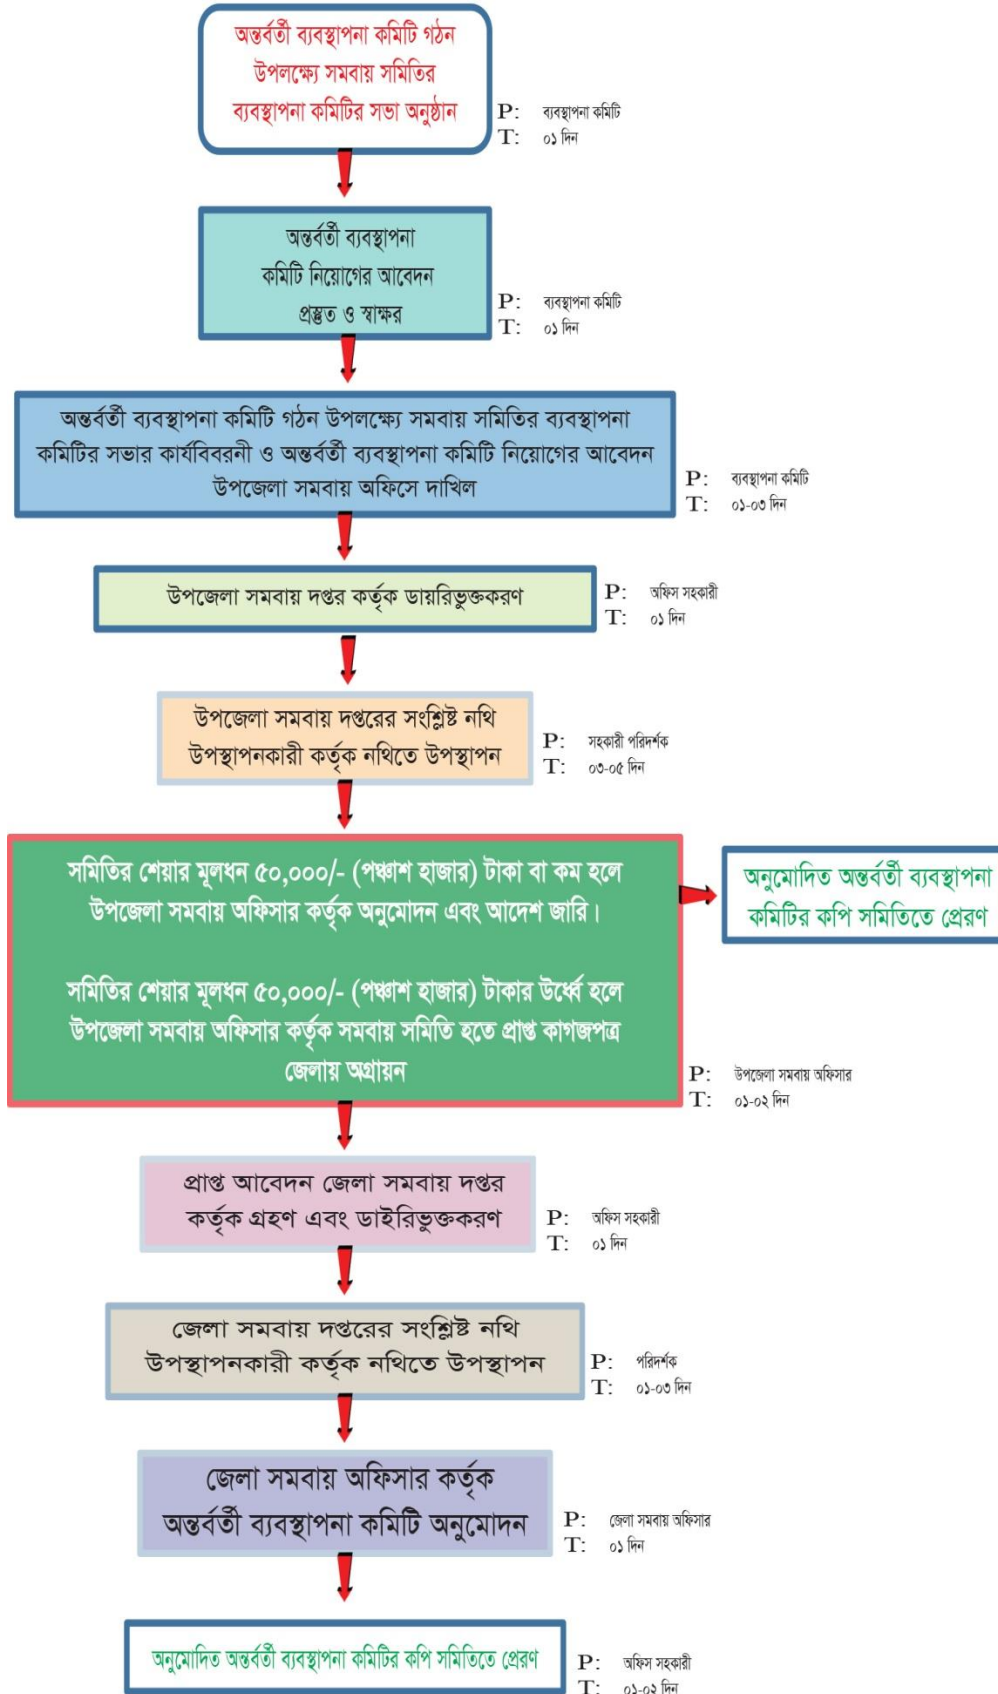 অন্তর্বর্তী ব্যবস্থাপনা কমিটি গঠন
উপলক্ষ্যে সমবায় সমিতির
ব্যবস্থাপনা কমিটির সভা অনুষ্ঠান
P: ব্যবস্থাপনা কমিটি
T: ০১ দিন
অন্তর্বর্তী ব্যবস্থাপনা
কমিটি নিয়োগের আবেদন
প্রস্তুত ও স্বাক্ষর
P: ব্যবস্থাপনা কমিটি
T: ০১ দিন
অন্তর্বর্তী ব্যবস্থাপনা কমিটি গঠন উপলক্ষ্যে সমবায় সমিতির ব্যবস্থাপনা
কমিটির সভার কার্যবিবরনী ও অন্তর্বর্তী ব্যবস্থাপনা কমিটি নিয়োগের আবেদন
উপজেলা সমবায় অফিসে দাখিল
P: ব্যবস্থাপনা কমিটি
T: ০১-০৩ দিন
উপজেলা সমবায় দপ্তর কর্তৃক ডায়রিভুক্তকরণ
P: অফিস সহকারী
T: ০১ দিন
উপজেলা সমবায় দপ্তরের সংশ্লিষ্ট নথি
উপস্থাপনকারী কর্তৃক নথিতে উপস্থাপন
P: সহকারী পরিদর্শক
T: ০৩-০৫ দিন
সমিতির শেয়ার মূলধন ৫০,০০০/- (পঞ্চাশ হাজার) টাকা বা কম হলে
উপজেলা সমবায় অফিসার কর্তৃক অনুমোদন এবং আদেশ জারি।
সমিতির শেয়ার মূলধন ৫০,০০০/- (পঞ্চাশ হাজার) টাকার উর্ধ্বে হলে
উপজেলা সমবায় অফিসার কর্তৃক সমবায় সমিতি হতে প্রাপ্ত কাগজপত্র
জেলায় অগ্রায়ন
অনুমোদিত অন্তর্বর্তী ব্যবস্থাপনা
কমিটির কপি সমিতিতে প্রেরণ
P: উপজেলা সমবায় অফিসার
T: ০১-০২ দিন
প্রাপ্ত আবেদন জেলা সমবায় দপ্তর
কর্তৃক গ্রহণ এবং ডাইরিভুক্তকরণ
P: অফিস সহকারী
T: ০১ দিন
জেলা সমবায় দপ্তরের সংশ্লিষ্ট নথি
উপস্থাপনকারী কর্তৃক নথিতে উপস্থাপন
P: পরিদর্শক
T: ০১-০৩ দিন
জেলা সমবায় অফিসার কর্তৃক
অন্তর্বর্তী ব্যবস্থাপনা কমিটি অনুমোদন
P: জেলা সমবায় অফিসার
T: ০১ দিন
অনুমোদিত অন্তর্বর্তী ব্যবস্থাপনা কমিটির কপি সমিতিতে প্রেরণ
P: অফিস সহকারী
T: ০১-০২ দিন